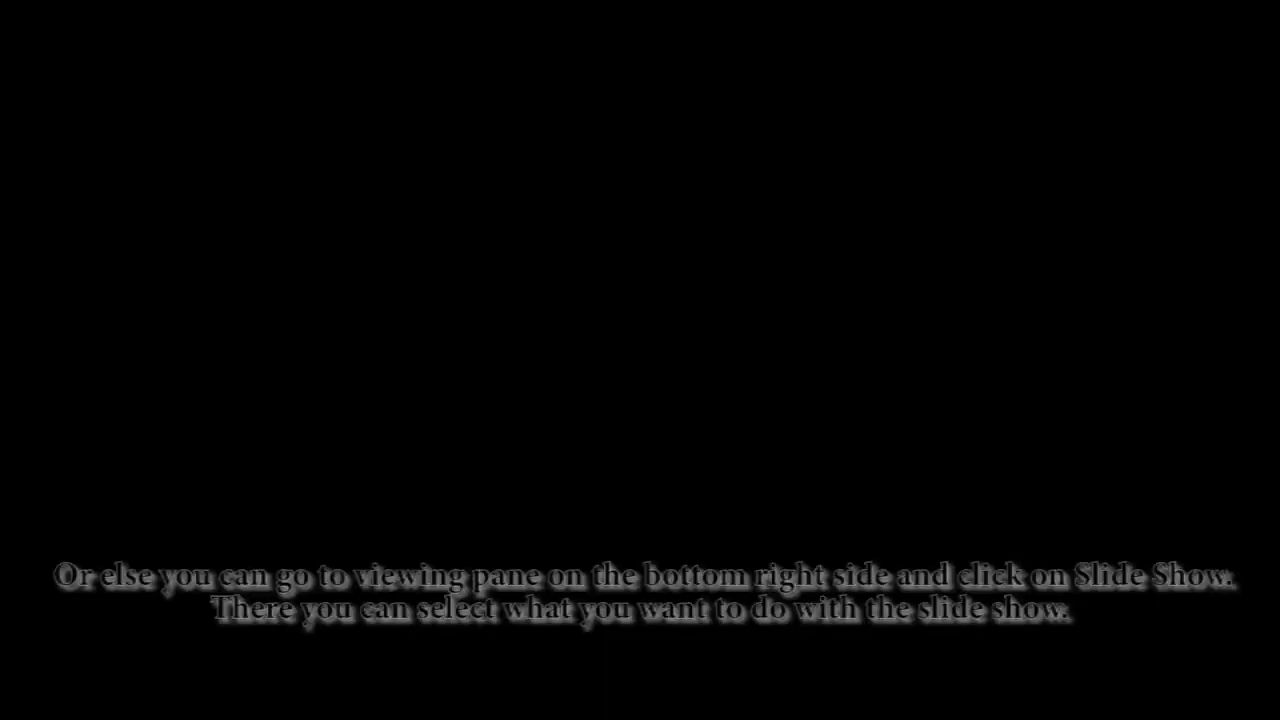 Or else you can go to viewing pane on the bottom right side and click on Slide Show.
There you can select what you want to do with the slide show.